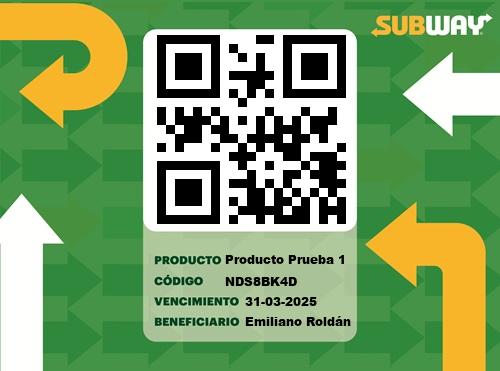 SUBWAY
PRODUCTO Producto Prueba 1
CÓDIGO NDS8BK4D
VENCIMIENTO 31-03-2025
BENEFICIARIO Emiliano Roldán